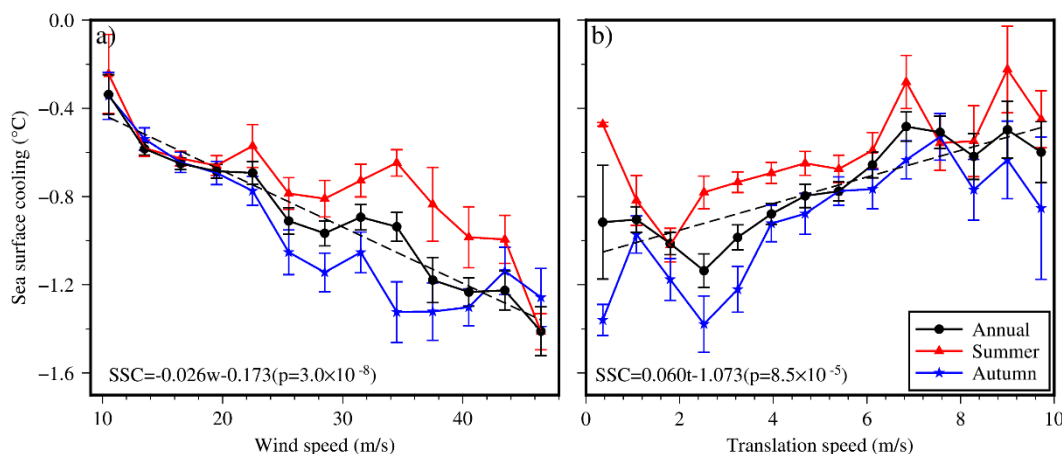 a)
b)
Sea surface cooling (°C)
0.0
−0.4
−0.8
−1.2
−1.6
SSC=-0.026w-0.173(p=3.0×10⁻⁸)
SSC=0.060t-1.073(p=8.5×10⁻⁵)
Annual
Summer
Autumn
10 20 30 40
0 2 4 6 8 10
Wind speed (m/s)
Translation speed (m/s)